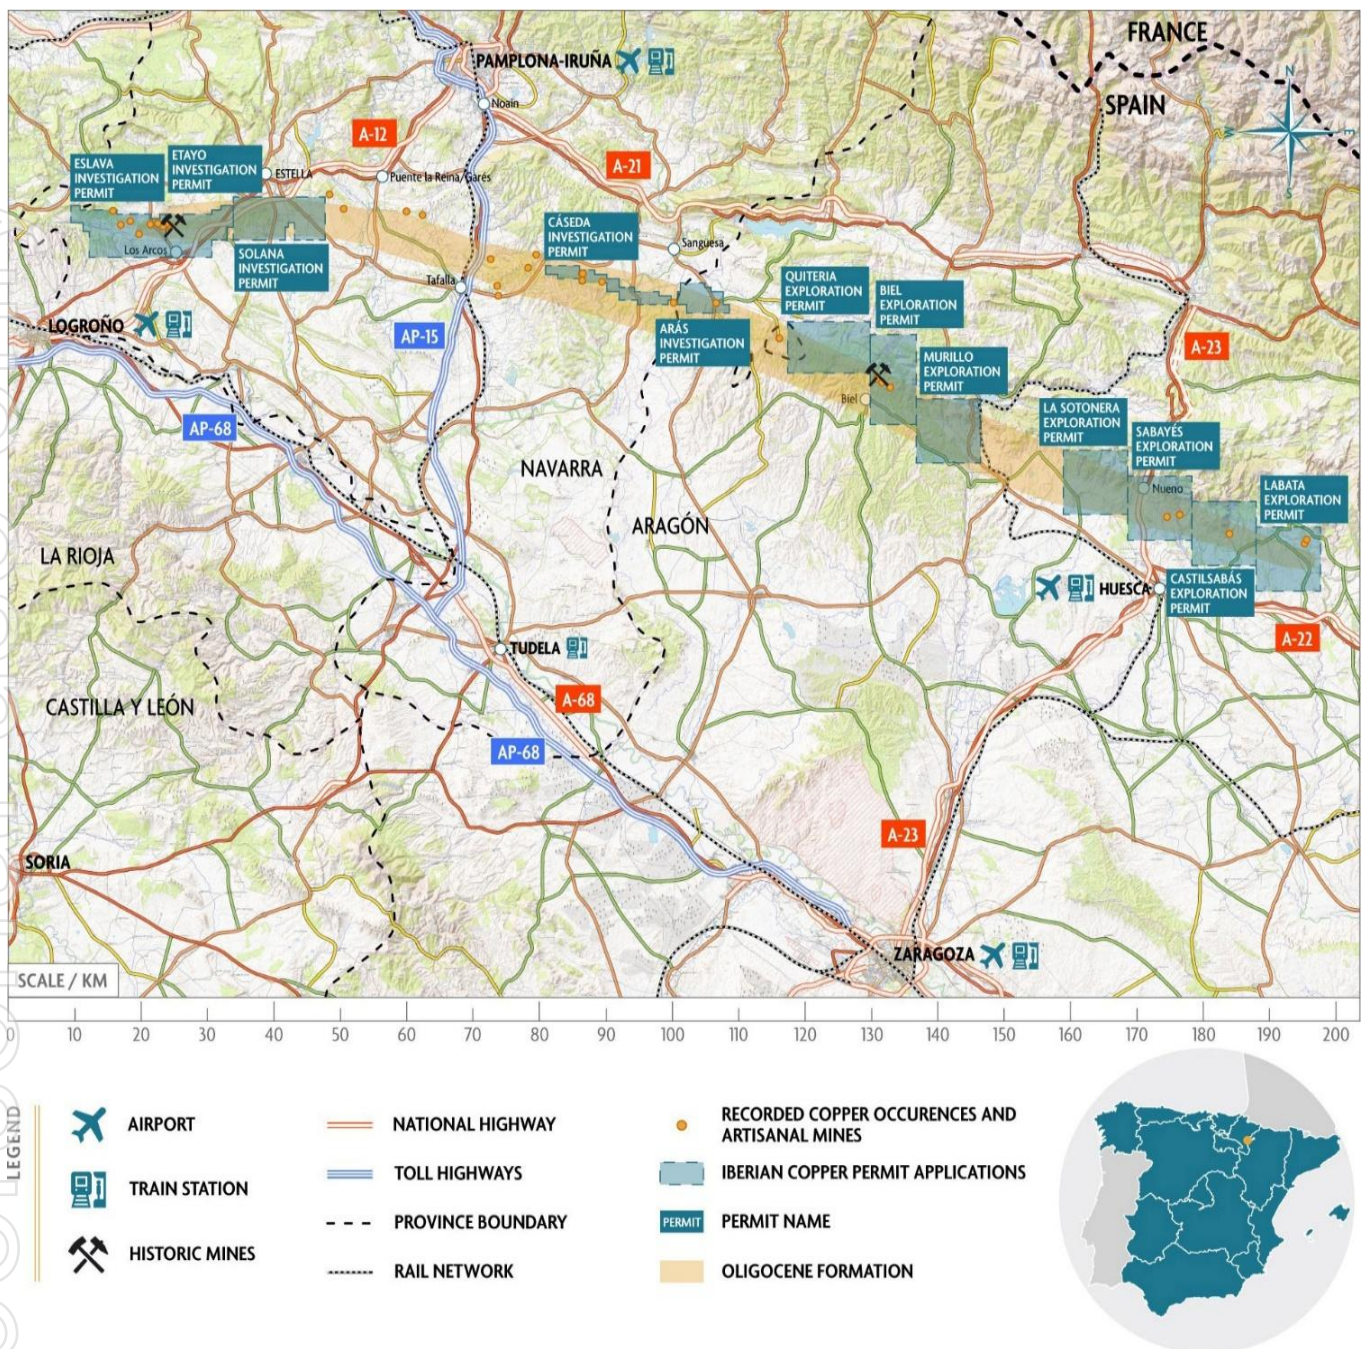 FRANCE
SPAIN
N
W
E
S
PAMPLONA-IRUÑA
Noain
A-12
A-21
ESLAVA
INVESTIGATION
PERMIT
ETAYO
INVESTIGATION
PERMIT
ESTELLA
Puente la Reina/Gares
Los Arcos
SOLANA
INVESTIGATION
PERMIT
CÁSEDA
INVESTIGATION
PERMIT
Sanguesa
Tafalla
QUITERIA
EXPLORATION
PERMIT
BIEL
EXPLORATION
PERMIT
LOGROÑO
AP-15
ARÁS
INVESTIGATION
PERMIT
MURILLO
EXPLORATION
PERMIT
A-23
Biel
AP-68
LA SOTONERA
EXPLORATION
PERMIT
SABAYÉS
EXPLORATION
PERMIT
NAVARRA
Nueno
LABATA
EXPLORATION
PERMIT
ARAGÓN
LA RIOJA
HUESCA
CASTILSABÁS
EXPLORATION
PERMIT
A-22
TUDELA
A-68
CASTILLA Y LEÓN
AP-68
A-23
SORIA
ZARAGOZA
SCALE / KM
0 10 20 30 40 50 60 70 80 90 100 110 120 130 140 150 160 170 180 190 200
LEGEND
AIRPORT
TRAIN STATION
HISTORIC MINES
NATIONAL HIGHWAY
TOLL HIGHWAYS
PROVINCE BOUNDARY
RAIL NETWORK
RECORDED COPPER OCCURENCES AND
ARTISANAL MINES
IBERIAN COPPER PERMIT APPLICATIONS
PERMIT
PERMIT NAME
OLIGOCENE FORMATION